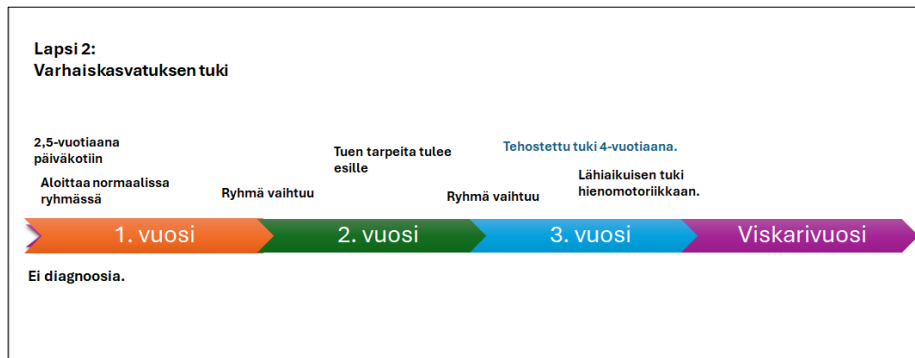 Lapsi 2:
Varhaiskasvatuksen tuki
2,5-vuotiaana
päiväkotiin
Aloittaa normaalissa
ryhmässä
Ryhmä vaihtuu
Tuen tarpeita tulee
esille
Ryhmä vaihtuu
Tehostettu tuki 4-vuotiaana.
Lähiaikuisen tuki
hienomotoriikkaan.
1. vuosi
2. vuosi
3. vuosi
Viskarivuosi
Ei diagnoosia.